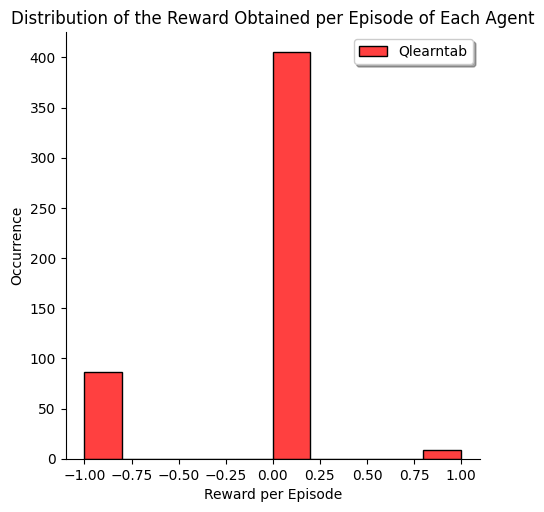 Distribution of the Reward Obtained per Episode of Each Agent
Qlearntab
Occurrence
400
350
300
250
200
150
100
50
0
−1.00 −0.75 −0.50 −0.25 0.00 0.25 0.50 0.75 1.00
Reward per Episode